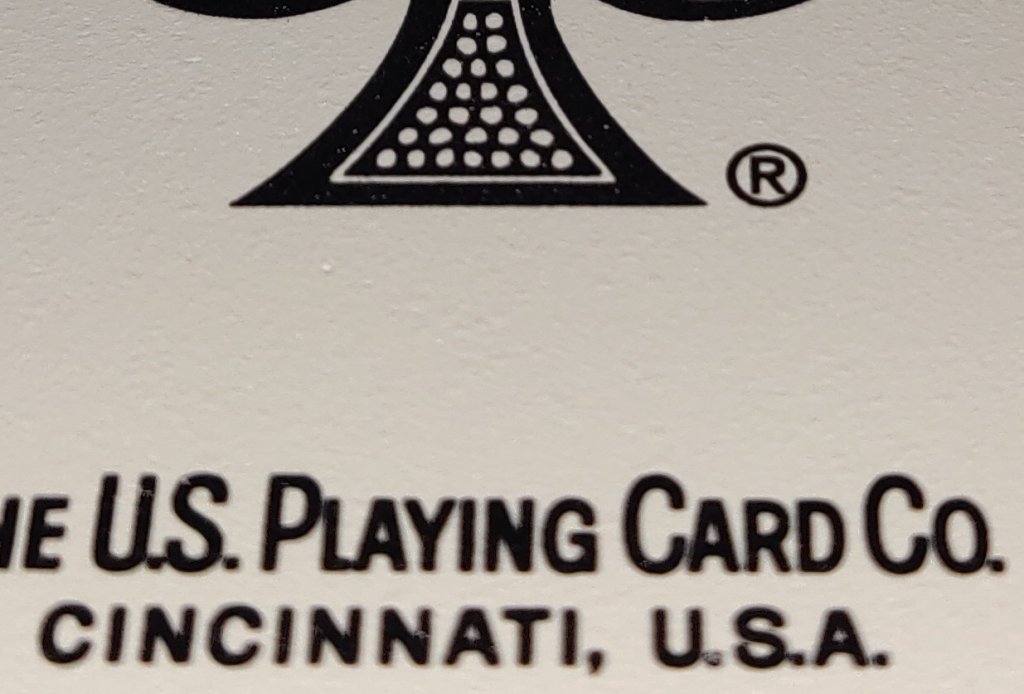 ®
U.S. PLAYING CARD CO.
CINCINNATI, U.S.A.